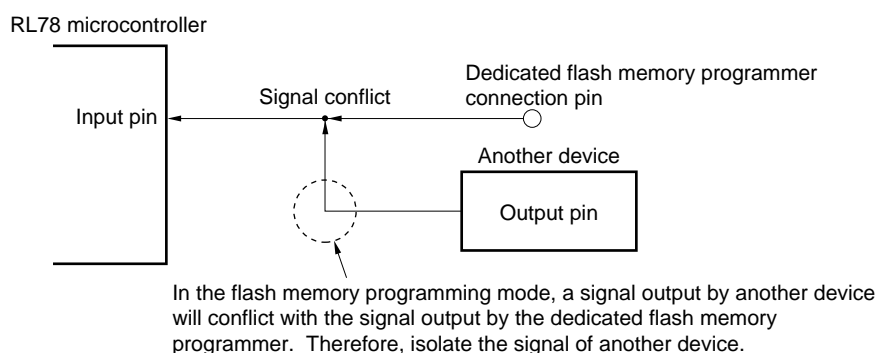 RL78 microcontroller
Dedicated flash memory programmer
connection pin
Signal conflict
Input pin
Another device
Output pin
In the flash memory programming mode, a signal output by another device
will conflict with the signal output by the dedicated flash memory
programmer.  Therefore, isolate the signal of another device.